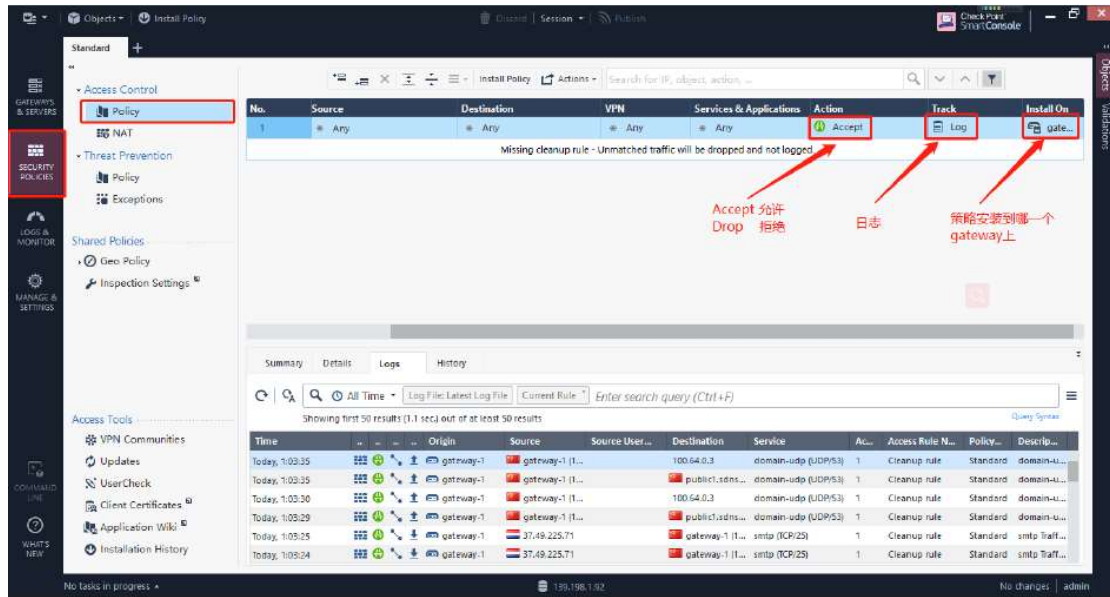 Objects Install Policy Discard Session Publish Check Point SmartConsole
Standard +
GATEWAYS & SERVERS
SECURITY POLICIES
LOGS & MONITOR
MANAGE & SETTINGS
COMMAND LINE
WHAT'S NEW
Access Control
Policy
NAT
Threat Prevention
Policy
Exceptions
Shared Policies
Geo Policy
Inspection Settings
Access Tools
VPN Communities
Updates
UserCheck
Client Certificates
Application Wiki
Installation History
Install Policy Actions Search for IP, object, action, ...
No. Source Destination VPN Services & Applications Action Track Install On
1 Any Any Any Any Accept Log gate...
Missing cleanup rule - Unmatched traffic will be dropped and not logged
Accept 允许
Drop 拒绝
日志
策略安装到哪一个
gateway上
Summary Details Logs History
All Time Log File: Latest Log File Current Rule Enter search query (Ctrl+F)
Showing first 50 results (1.1 sec.) out of at least 50 results Query Syntax
Time .. .. .. .. Origin Source Source User... Destination Service Ac... Access Rule N... Policy... Descrip...
Today, 1:03:35 gateway-1 gateway-1 (1... 100.64.0.3 domain-udp (UDP/53) 1 Cleanup rule Standard domain-u...
Today, 1:03:35 gateway-1 gateway-1 (1... public1.sdns... domain-udp (UDP/53) 1 Cleanup rule Standard domain-u...
Today, 1:03:30 gateway-1 gateway-1 (1... 100.64.0.3 domain-udp (UDP/53) 1 Cleanup rule Standard domain-u...
Today, 1:03:29 gateway-1 gateway-1 (1... public1.sdns... domain-udp (UDP/53) 1 Cleanup rule Standard domain-u...
Today, 1:03:25 gateway-1 37.49.225.71 gateway-1 (1... smtp (TCP/25) 1 Cleanup rule Standard smtp Traff...
Today, 1:03:24 gateway-1 37.49.225.71 gateway-1 (1... smtp (TCP/25) 1 Cleanup rule Standard smtp Traff...
No tasks in progress 139.198.1.92 No changes admin
Objects
Validations